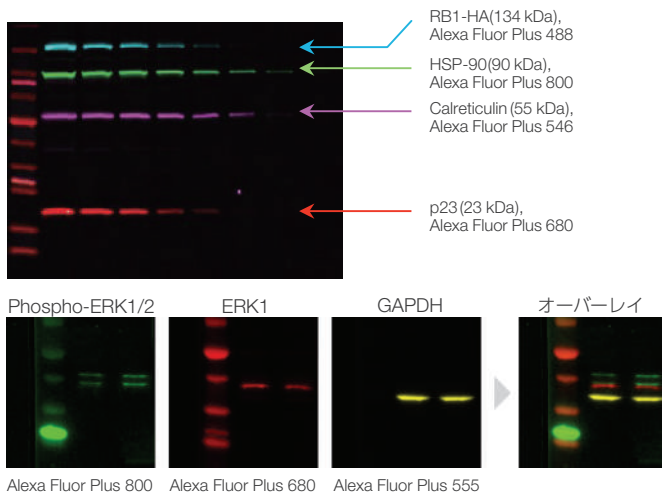 RB1-HA(134 kDa),
Alexa Fluor Plus 488
HSP-90(90 kDa),
Alexa Fluor Plus 800
Calreticulin (55 kDa),
Alexa Fluor Plus 546
p23(23 kDa),
Alexa Fluor Plus 680
Phospho-ERK1/2
ERK1
GAPDH
オーバーレイ
Alexa Fluor Plus 800
Alexa Fluor Plus 680
Alexa Fluor Plus 555